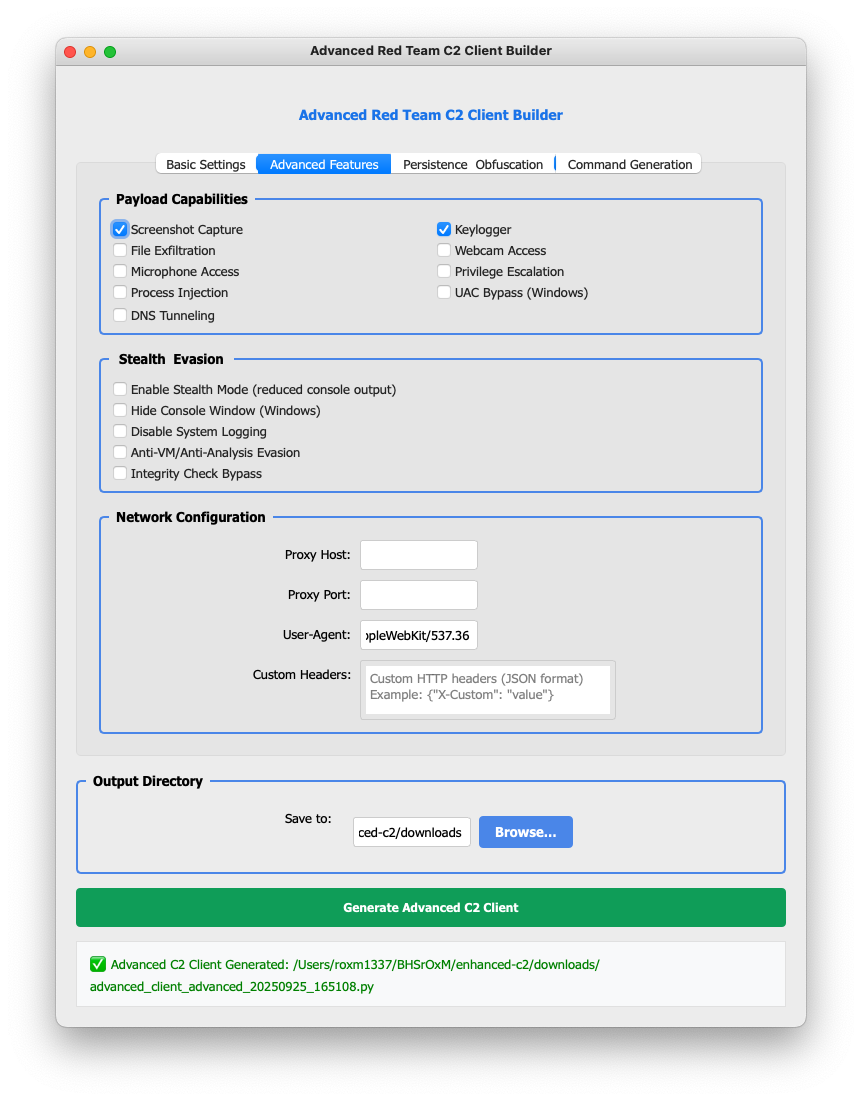 Advanced Red Team C2 Client Builder
Advanced Red Team C2 Client Builder
Basic Settings Advanced Features Persistence Obfuscation Command Generation
Payload Capabilities
Screenshot Capture Keylogger
File Exfiltration Webcam Access
Microphone Access Privilege Escalation
Process Injection UAC Bypass (Windows)
DNS Tunneling
Stealth Evasion
Enable Stealth Mode (reduced console output)
Hide Console Window (Windows)
Disable System Logging
Anti-VM/Anti-Analysis Evasion
Integrity Check Bypass
Network Configuration
Proxy Host:
Proxy Port:
User-Agent: pleWebKit/537.36
Custom Headers: Custom HTTP headers (JSON format)
Example: {"X-Custom": "value"}
Output Directory
Save to: ced-c2/downloads Browse...
Generate Advanced C2 Client
✅ Advanced C2 Client Generated: /Users/roxm1337/BHSrOxM/enhanced-c2/downloads/
advanced_client_advanced_20250925_165108.py